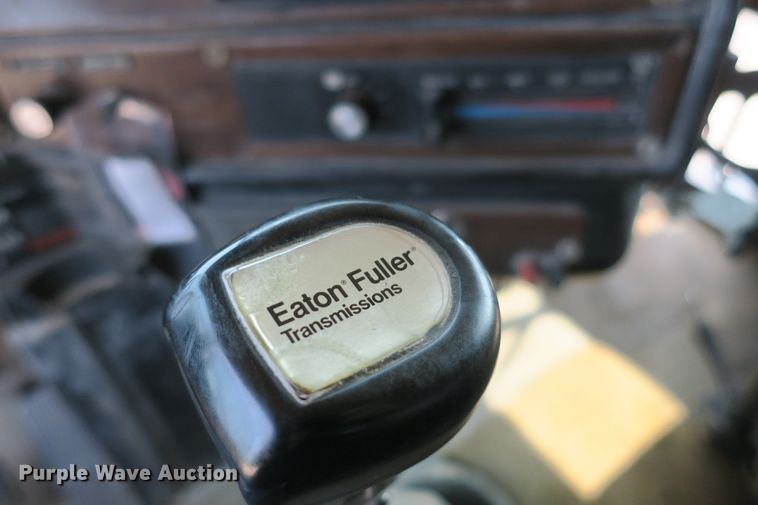 Eaton® Fuller®
Transmissions
Purple Wave Auction